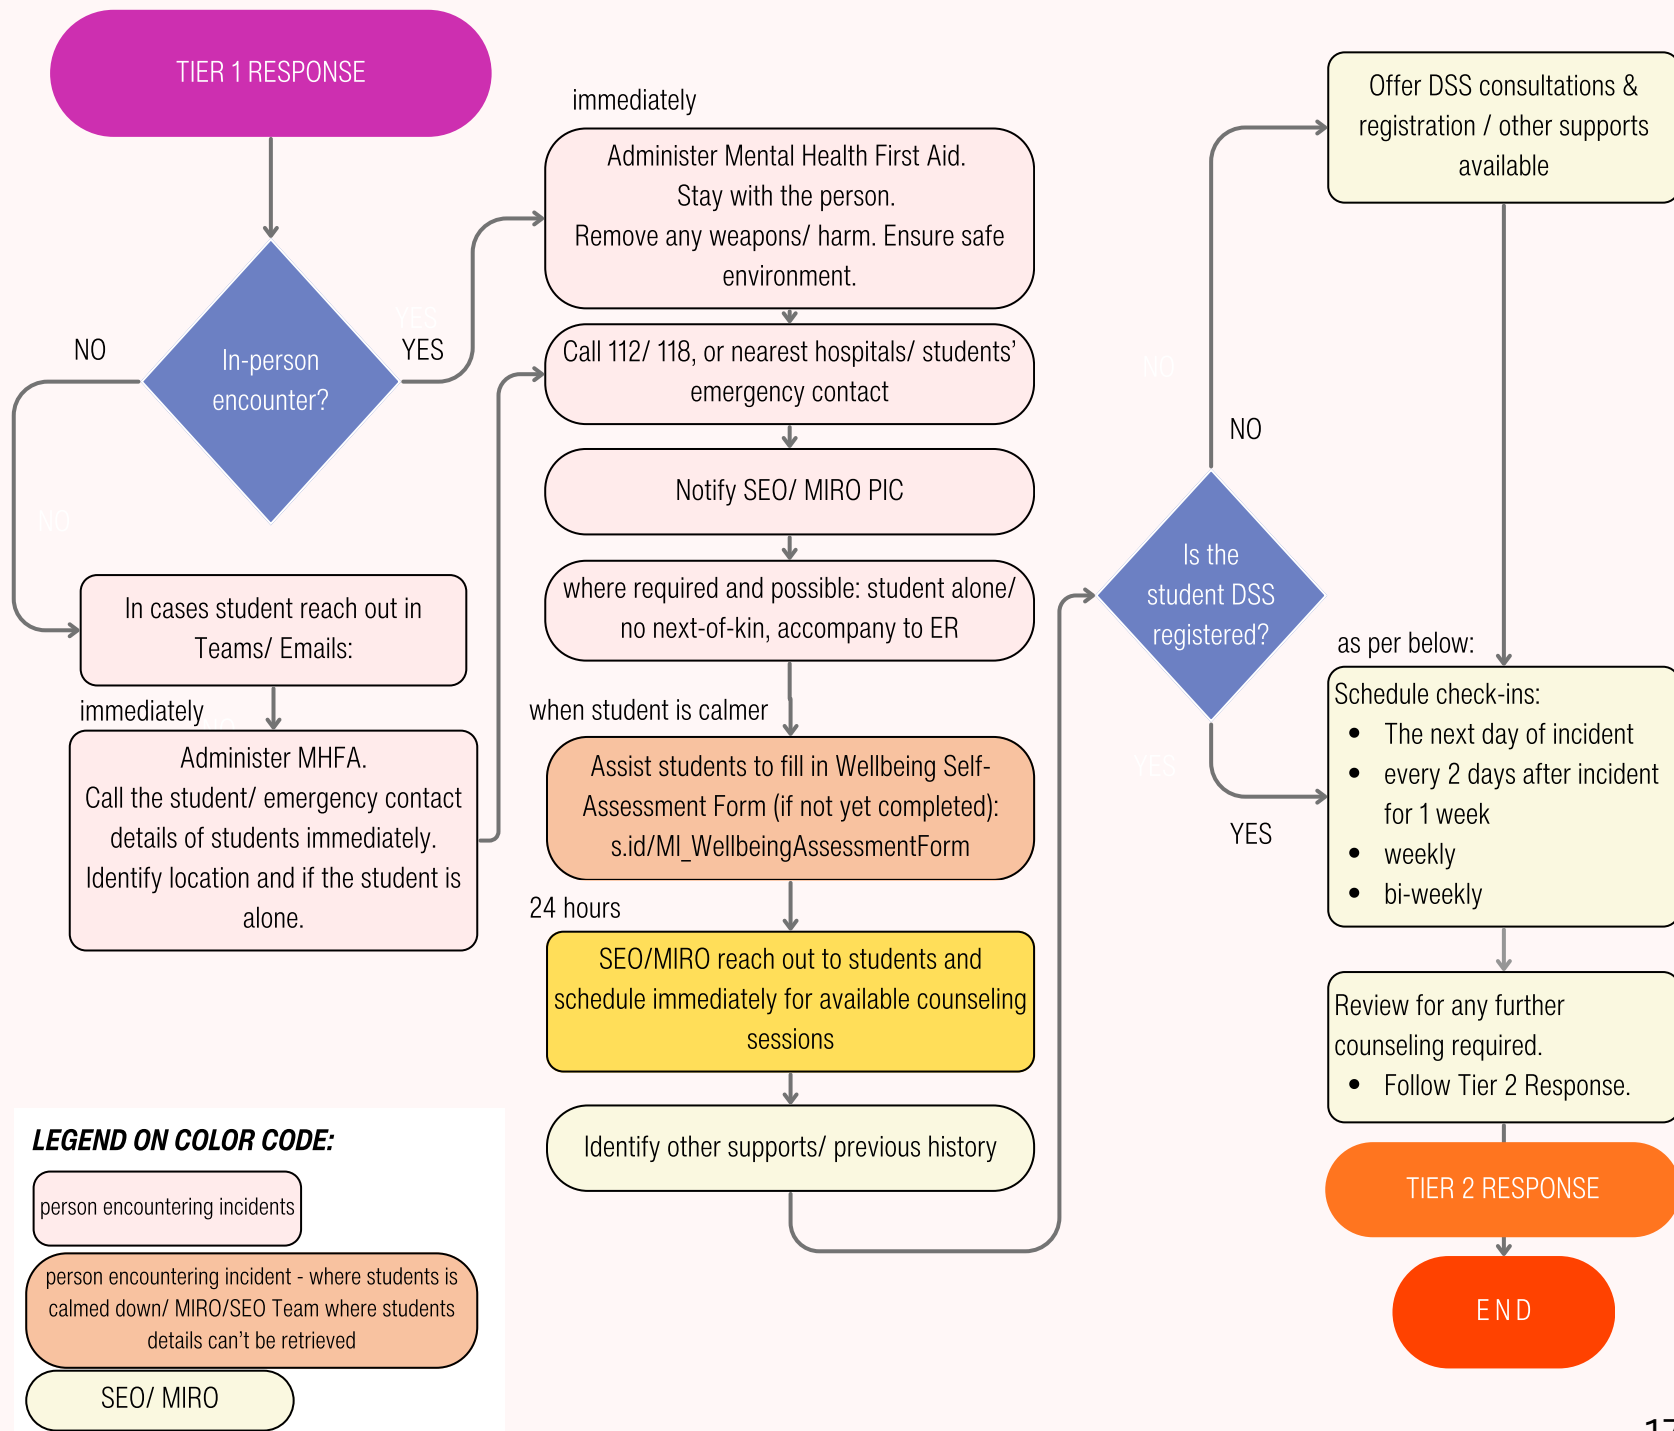 TIER 1 RESPONSE
In-person
encounter?
NO
NO
YES
YES
In cases student reach out in
Teams/ Emails:
immediately
NO
Administer MHFA.
Call the student/ emergency contact
details of students immediately.
Identify location and if the student is
alone.
immediately
Administer Mental Health First Aid.
Stay with the person.
Remove any weapons/ harm. Ensure safe
environment.
Call 112/ 118, or nearest hospitals/ students’
emergency contact
Notify SEO/ MIRO PIC
where required and possible: student alone/
no next-of-kin, accompany to ER
when student is calmer
Assist students to fill in Wellbeing Self-
Assessment Form (if not yet completed):
s.id/MI_WellbeingAssessmentForm
24 hours
SEO/MIRO reach out to students and
schedule immediately for available counseling
sessions
Identify other supports/ previous history
Is the
student DSS
registered?
NO
NO
YES
YES
Offer DSS consultations &
registration / other supports
available
as per below:
Schedule check-ins:
• The next day of incident
• every 2 days after incident
for 1 week
• weekly
• bi-weekly
Review for any further
counseling required.
• Follow Tier 2 Response.
TIER 2 RESPONSE
END
LEGEND ON COLOR CODE:
person encountering incidents
person encountering incident - where students is
calmed down/ MIRO/SEO Team where students
details can’t be retrieved
SEO/ MIRO